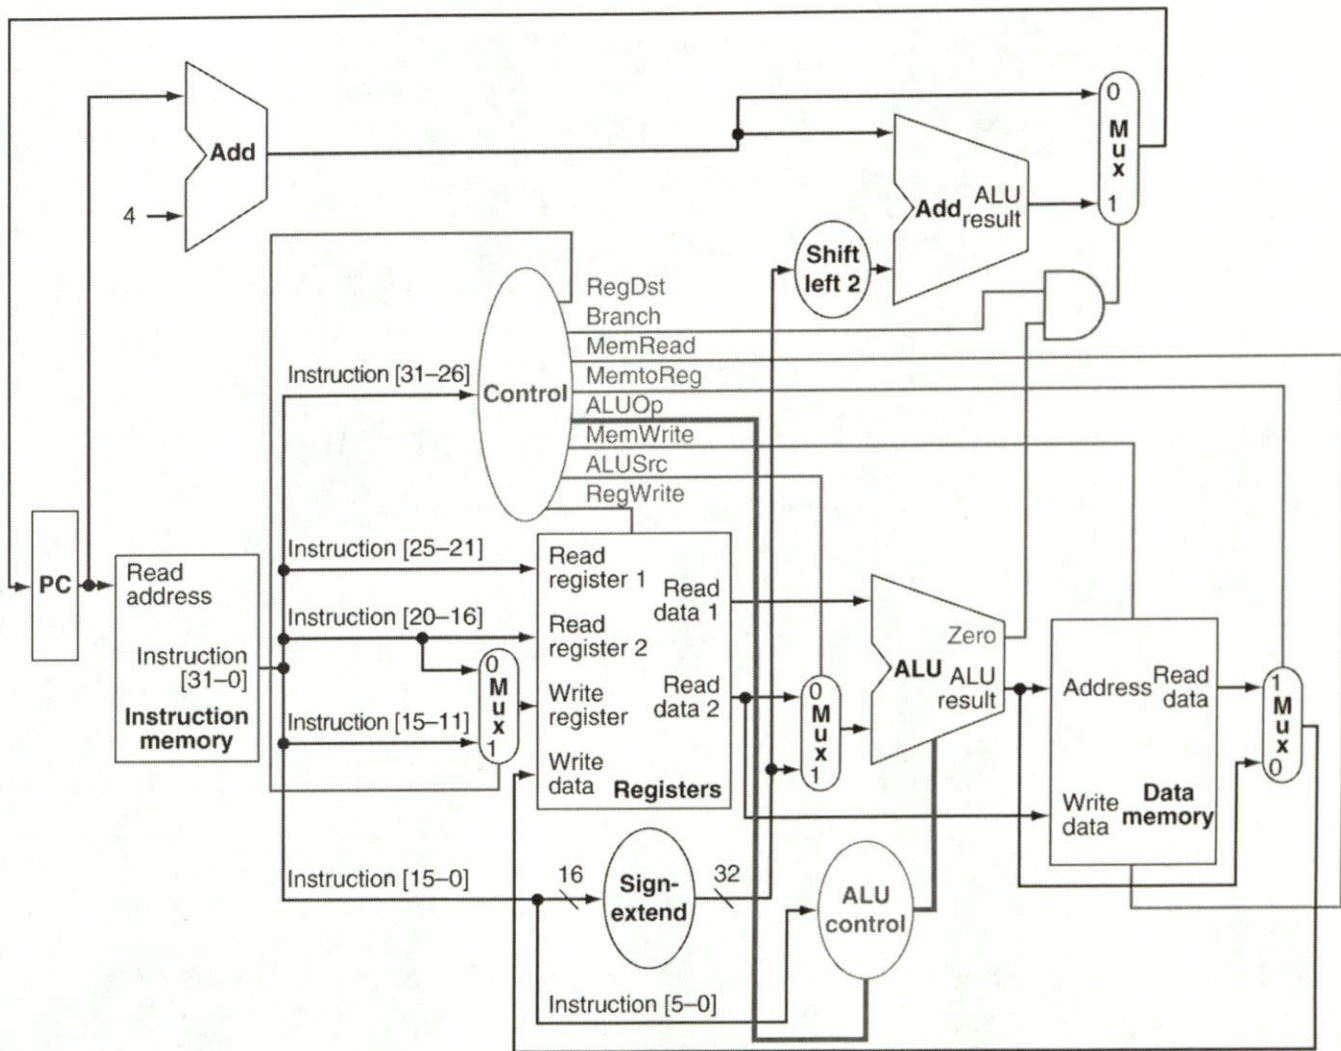 0
M
u
x
1
Add
4
Add
ALU
result
Shift
left 2
RegDst
Branch
MemRead
MemtoReg
ALUOp
MemWrite
ALUSrc
RegWrite
Control
Instruction [31–26]
Instruction [25–21]
Instruction [20–16]
Instruction [15–11]
Instruction [15–0]
Instruction [5–0]
PC
Read
address
Instruction
[31–0]
Instruction
memory
0
M
u
x
1
Read
register 1
Read
register 2
Write
register
Write
data
Read
data 1
Read
data 2
Registers
0
M
u
x
1
Zero
ALU
ALU
result
Address
Read
data
Write
data
Data
memory
1
M
u
x
0
16
Sign-
extend
32
ALU
control